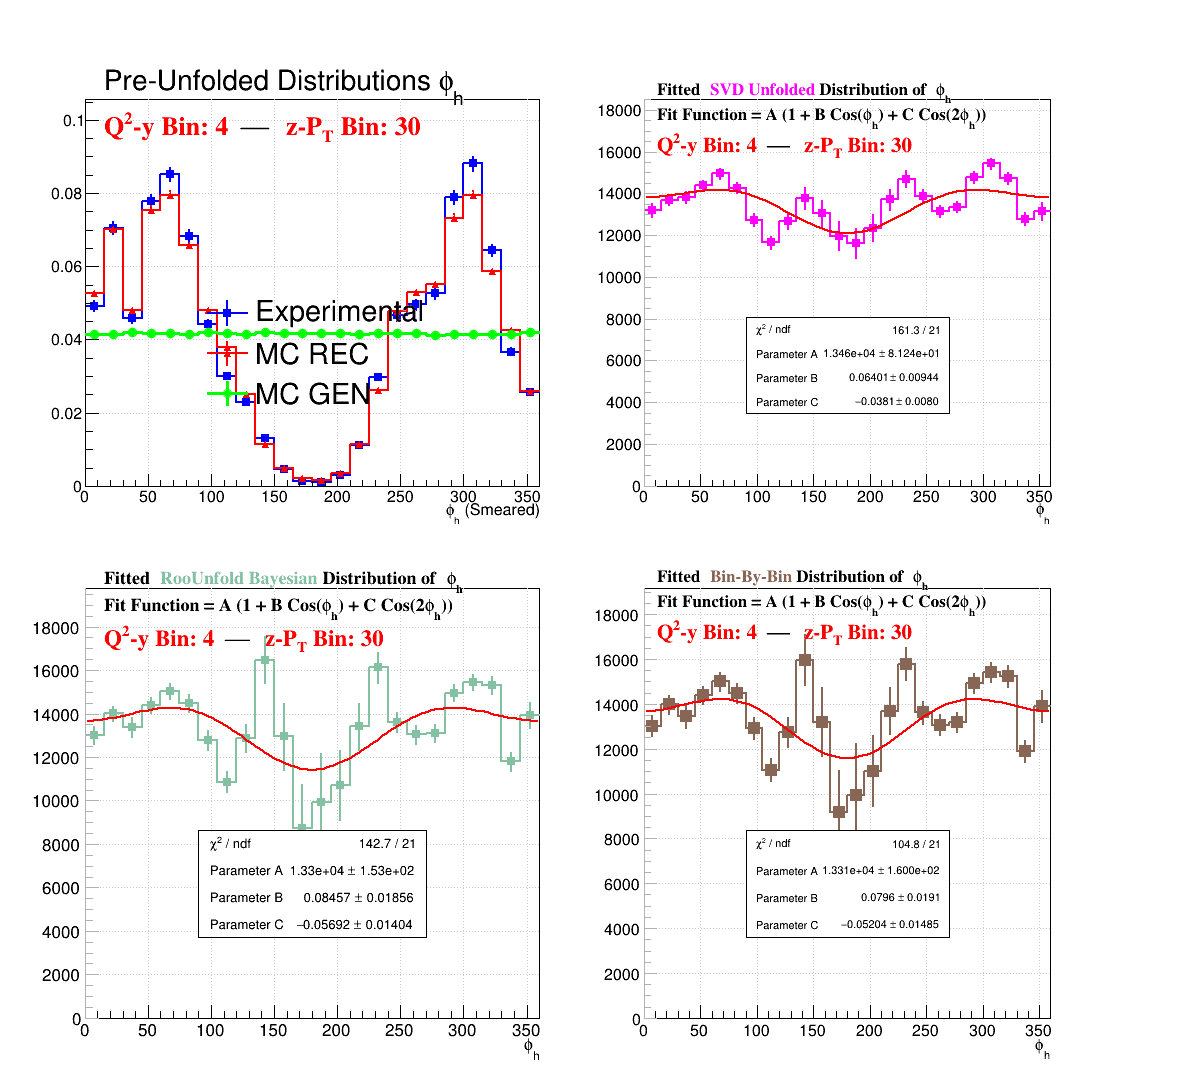 Pre-Unfolded Distributions ϕh
Q²-y Bin: 4 — z-PT Bin: 30
0.1
0.08
0.06
0.04
0.02
0
Experimental
MC REC
MC GEN
0 50 100 150 200 250 300 350
ϕh (Smeared)
Fitted SVD Unfolded Distribution of ϕh
Fit Function = A (1 + B Cos(ϕh) + C Cos(2ϕh))
Q²-y Bin: 4 — z-PT Bin: 30
18000
16000
14000
12000
10000
8000
6000
4000
2000
0
χ² / ndf 161.3 / 21
Parameter A 1.346e+04 ± 8.124e+01
Parameter B 0.06401 ± 0.00944
Parameter C −0.0381 ± 0.0080
0 50 100 150 200 250 300 350
ϕh
Fitted RooUnfold Bayesian Distribution of ϕh
Fit Function = A (1 + B Cos(ϕh) + C Cos(2ϕh))
Q²-y Bin: 4 — z-PT Bin: 30
18000
16000
14000
12000
10000
8000
6000
4000
2000
0
χ² / ndf 142.7 / 21
Parameter A 1.33e+04 ± 1.53e+02
Parameter B 0.08457 ± 0.01856
Parameter C −0.05692 ± 0.01404
0 50 100 150 200 250 300 350
ϕh
Fitted Bin-By-Bin Distribution of ϕh
Fit Function = A (1 + B Cos(ϕh) + C Cos(2ϕh))
Q²-y Bin: 4 — z-PT Bin: 30
18000
16000
14000
12000
10000
8000
6000
4000
2000
0
χ² / ndf 104.8 / 21
Parameter A 1.331e+04 ± 1.600e+02
Parameter B 0.0796 ± 0.0191
Parameter C −0.05204 ± 0.01485
0 50 100 150 200 250 300 350
ϕh